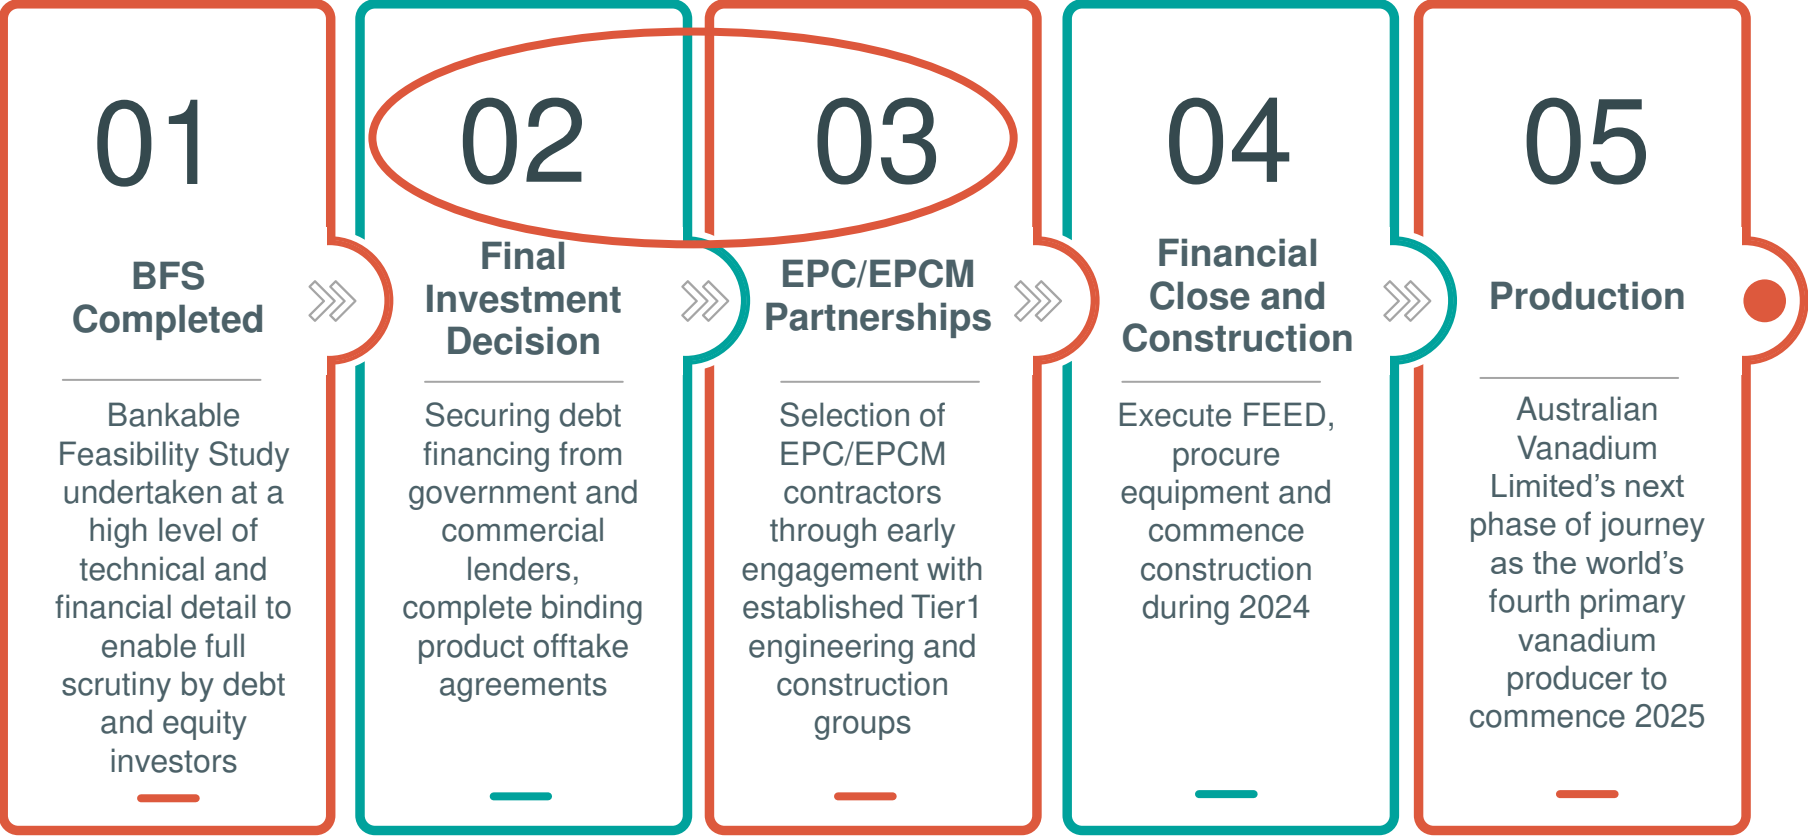 01
BFS
Completed
Bankable
Feasibility Study
undertaken at a
high level of
technical and
financial detail to
enable full
scrutiny by debt
and equity
investors
02
Final
Investment
Decision
Securing debt
financing from
government and
commercial
lenders,
complete binding
product offtake
agreements
03
EPC/EPCM
Partnerships
Selection of
EPC/EPCM
contractors
through early
engagement with
established Tier1
engineering and
construction
groups
04
Financial
Close and
Construction
Execute FEED,
procure
equipment and
commence
construction
during 2024
05
Production
Australian
Vanadium
Limited’s next
phase of journey
as the world’s
fourth primary
vanadium
producer to
commence 2025